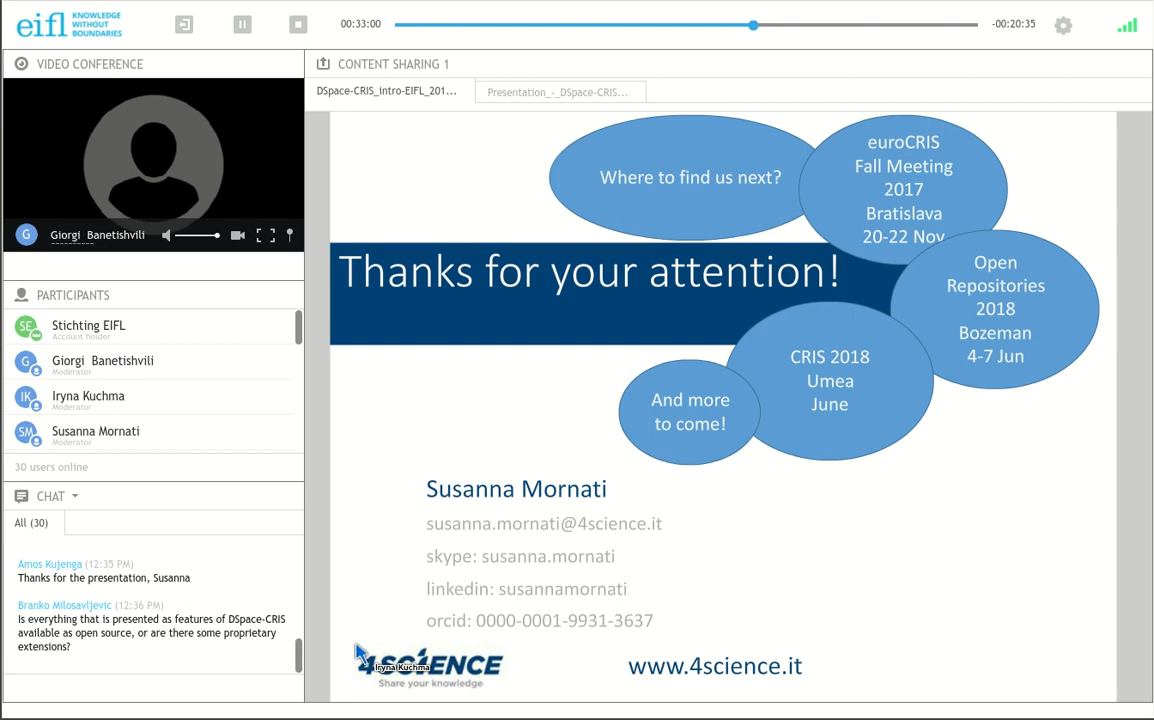 eifl KNOWLEDGE
WITHOUT
BOUNDARIES
00:33:00
-00:20:35
VIDEO CONFERENCE
G Giorgi Banetishvili
PARTICIPANTS
SE Stichting EIFL
Account holder
G Giorgi Banetishvili
Moderator
IK Iryna Kuchma
Moderator
SM Susanna Mornati
Moderator
30 users online
CHAT
All (30)
Amos Kujenga (12:35 PM)
Thanks for the presentation, Susanna
Branko Milosavljevic (12:36 PM)
Is everything that is presented as features of DSpace-CRIS
available as open source, or are there some proprietary
extensions?
CONTENT SHARING 1
DSpace-CRIS_intro-EIFL_201...
Presentation_-_DSpace-CRIS...
Where to find us next?
euroCRIS
Fall Meeting
2017
Bratislava
20-22 Nov
Thanks for your attention!
Open
Repositories
2018
Bozeman
4-7 Jun
CRIS 2018
Umea
June
And more
to come!
Susanna Mornati
susanna.mornati@4science.it
skype: susanna.mornati
linkedin: susannamornati
orcid: 0000-0001-9931-3637
4SCIENCE
Iryna Kuchma
Share your knowledge
www.4science.it